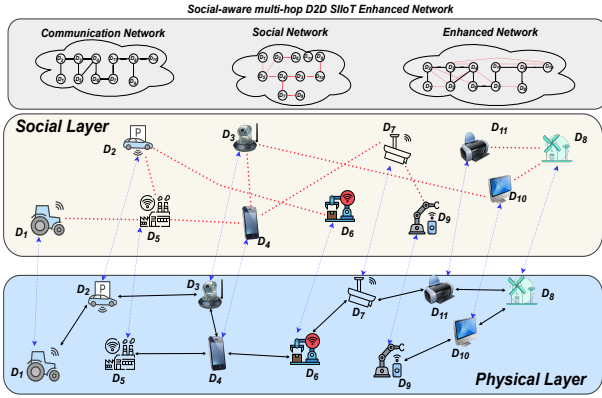 Social-aware multi-hop D2D SIIoT Enhanced Network
Communication Network
Social Network
Enhanced Network
Social Layer
P
D2
D3
D7
D11
D8
D1
D5
D4
D6
D9
D10
P
D2
D3
D7
D11
D8
D1
D5
D4
D6
D9
D10
Physical Layer